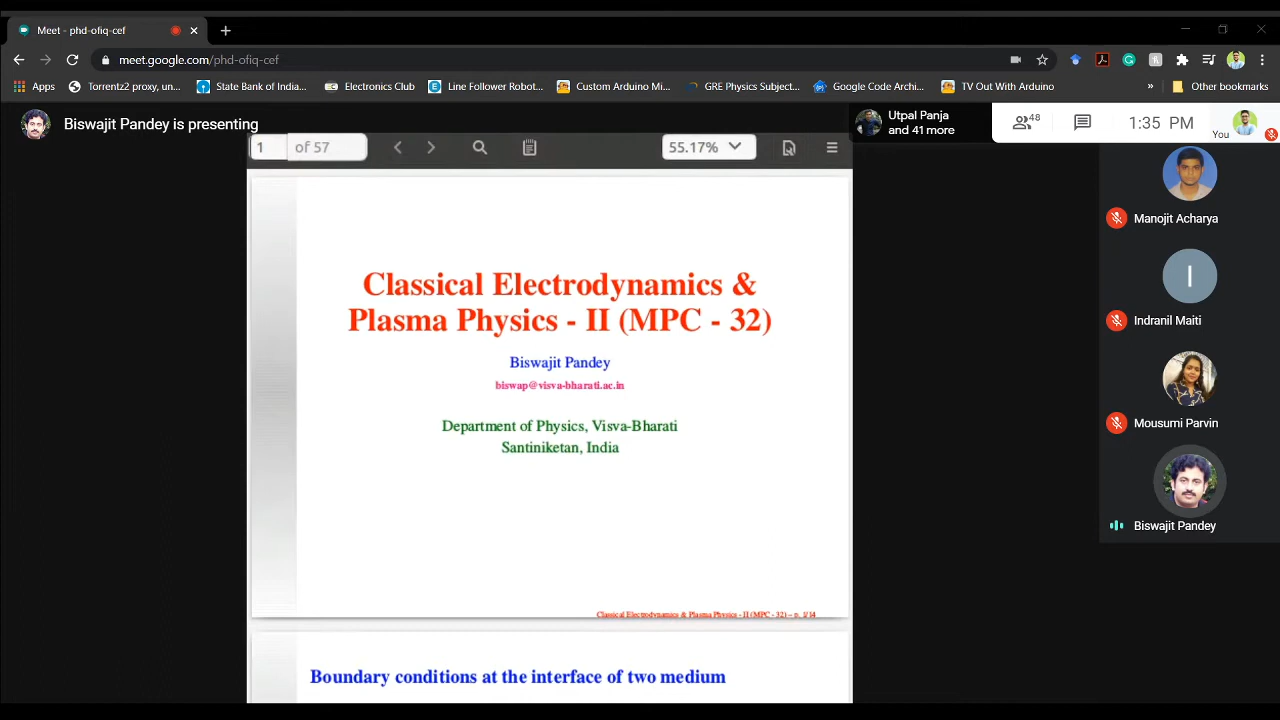 Meet - phd-ofiq-cef
meet.google.com/phd-ofiq-cef
Apps
Torrentz2 proxy, un...
State Bank of India...
Electronics Club
Line Follower Robot...
Custom Arduino Mi...
GRE Physics Subject...
Google Code Archi...
TV Out With Arduino
»
Other bookmarks
Biswajit Pandey is presenting
Utpal Panja
and 41 more
48
1:35 PM
You
1 of 57
55.17%
Classical Electrodynamics &
Plasma Physics - II (MPC - 32)
Biswajit Pandey
biswap@visva-bharati.ac.in
Department of Physics, Visva-Bharati
Santiniketan, India
Classical Electrodynamics & Plasma Physics - II (MPC - 32) – p. 1/14
Boundary conditions at the interface of two medium
Manojit Acharya
I
Indranil Maiti
Mousumi Parvin
Biswajit Pandey